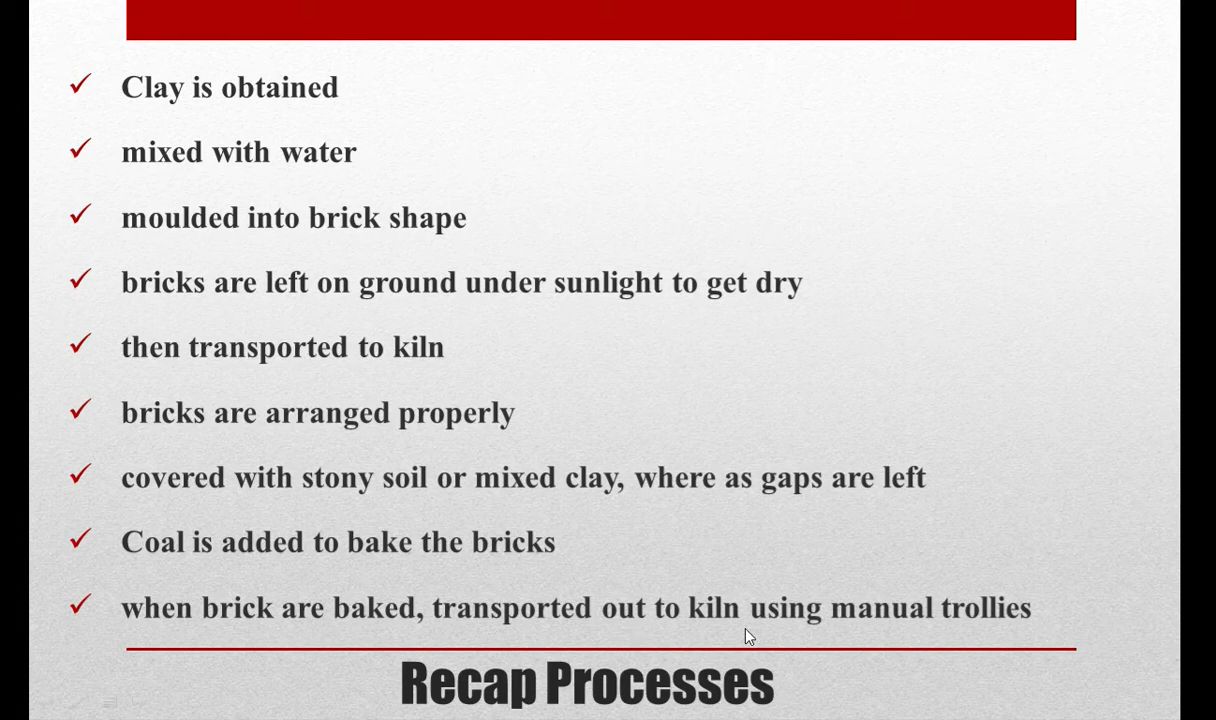 Clay is obtained
mixed with water
moulded into brick shape
bricks are left on ground under sunlight to get dry
then transported to kiln
bricks are arranged properly
covered with stony soil or mixed clay, where as gaps are left
Coal is added to bake the bricks
when brick are baked, transported out to kiln using manual trollies
Recap Processes